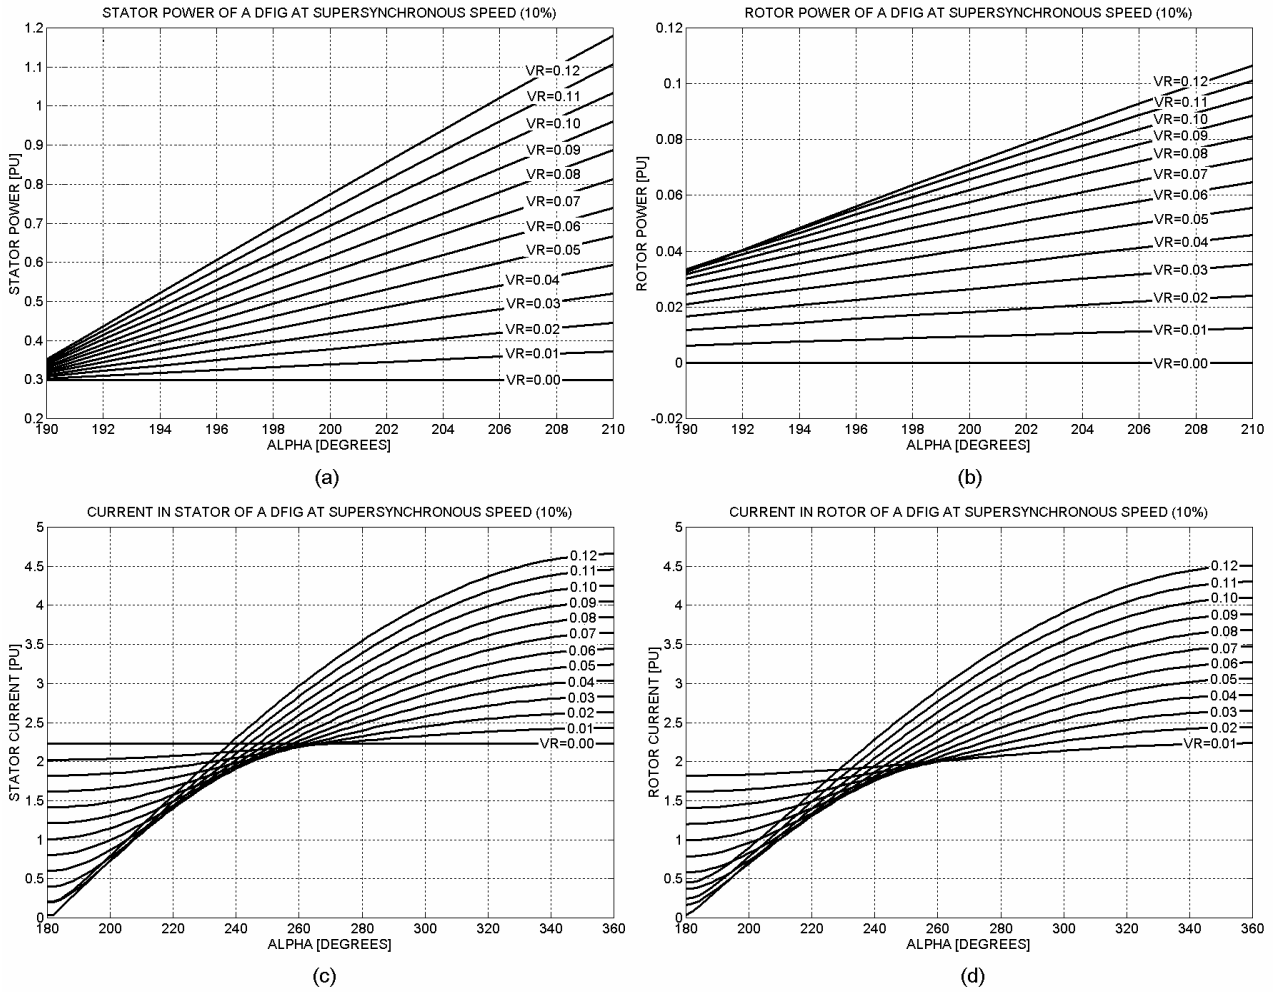 STATOR POWER OF A DFIG AT SUPERSYNCHRONOUS SPEED (10%)
STATOR POWER [PU]
1.2
1.1
1
0.9
0.8
0.7
0.6
0.5
0.4
0.3
0.2
VR=0.12
VR=0.11
VR=0.10
VR=0.09
VR=0.08
VR=0.07
VR=0.06
VR=0.05
VR=0.04
VR=0.03
VR=0.02
VR=0.01
VR=0.00
190 192 194 196 198 200 202 204 206 208 210
ALPHA [DEGREES]
(a)
ROTOR POWER OF A DFIG AT SUPERSYNCHRONOUS SPEED (10%)
ROTOR POWER [PU]
0.12
0.1
0.08
0.06
0.04
0.02
0
-0.02
VR=0.12
VR=0.11
VR=0.10
VR=0.09
VR=0.08
VR=0.07
VR=0.06
VR=0.05
VR=0.04
VR=0.03
VR=0.02
VR=0.01
VR=0.00
190 192 194 196 198 200 202 204 206 208 210
ALPHA [DEGREES]
(b)
CURRENT IN STATOR OF A DFIG AT SUPERSYNCHRONOUS SPEED (10%)
STATOR CURRENT [PU]
5
4.5
4
3.5
3
2.5
2
1.5
1
0.5
0
0.12
0.11
0.10
0.09
0.08
0.07
0.06
0.05
0.04
0.03
0.02
0.01
VR=0.00
180 200 220 240 260 280 300 320 340 360
ALPHA [DEGREES]
(c)
CURRENT IN ROTOR OF A DFIG AT SUPERSYNCHRONOUS SPEED (10%)
ROTOR CURRENT [PU]
5
4.5
4
3.5
3
2.5
2
1.5
1
0.5
0
0.12
0.11
0.10
0.09
0.08
0.07
0.06
0.05
0.04
0.03
0.02
VR=0.01
180 200 220 240 260 280 300 320 340 360
ALPHA [DEGREES]
(d)